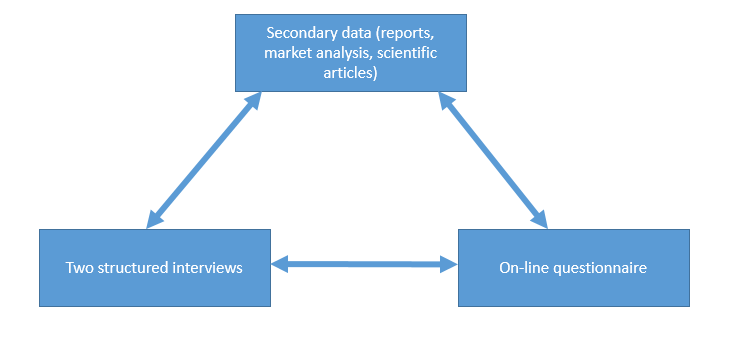 Secondary data (reports,
market analysis, scientific
articles)
Two structured interviews
On-line questionnaire